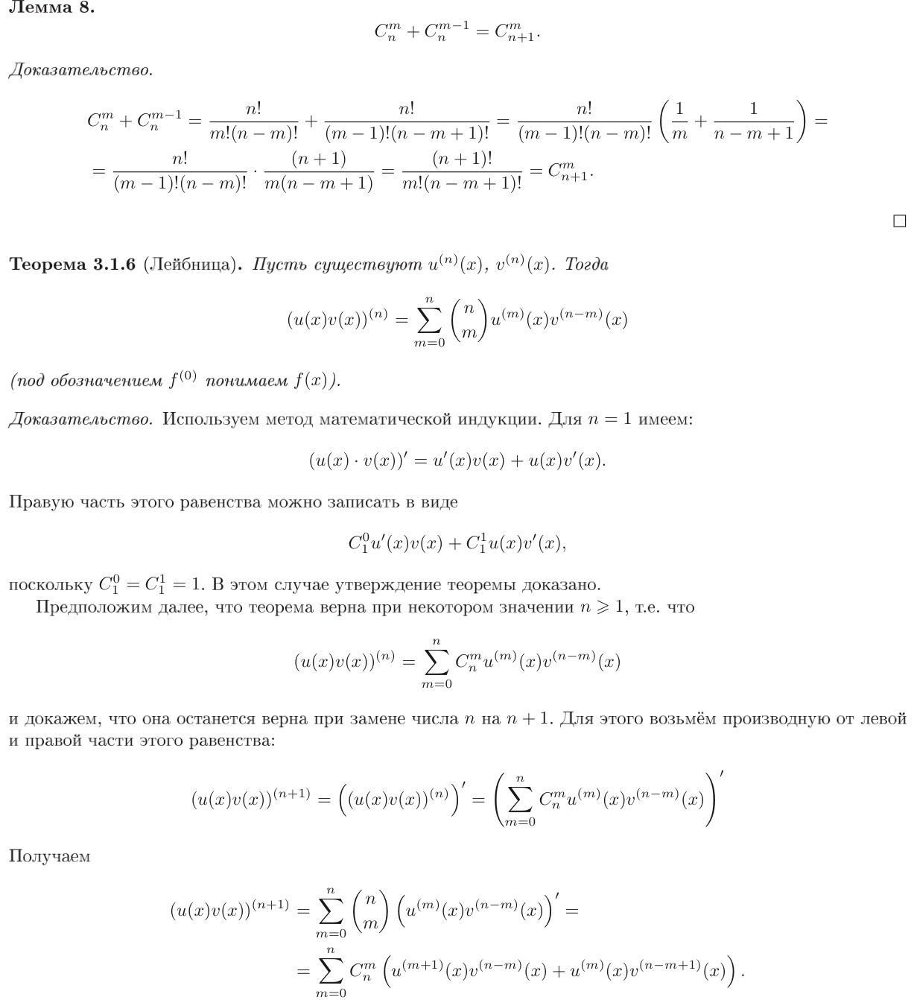 Лемма 8.
$$C_n^m + C_n^{m-1} = C_{n+1}^m.$$
Доказательство.
$$C_n^m + C_n^{m-1} = \frac{n!}{m!(n-m)!} + \frac{n!}{(m-1)!(n-m+1)!} = \frac{n!}{(m-1)!(n-m)!} \left( \frac{1}{m} + \frac{1}{n-m+1} \right) =$$
$$= \frac{n!}{(m-1)!(n-m)!} \cdot \frac{(n+1)}{m(n-m+1)} = \frac{(n+1)!}{m!(n-m+1)!} = C_{n+1}^m.$$
□
Теорема 3.1.6 (Лейбница). Пусть существуют $u^{(n)}(x)$, $v^{(n)}(x)$. Тогда
$$(u(x)v(x))^{(n)} = \sum_{m=0}^{n} \binom{n}{m} u^{(m)}(x)v^{(n-m)}(x)$$
(под обозначением $f^{(0)}$ понимаем $f(x)$).
Доказательство. Используем метод математической индукции. Для $n = 1$ имеем:
$$(u(x) \cdot v(x))' = u'(x)v(x) + u(x)v'(x).$$
Правую часть этого равенства можно записать в виде
$$C_1^0 u'(x)v(x) + C_1^1 u(x)v'(x),$$
поскольку $C_1^0 = C_1^1 = 1$. В этом случае утверждение теоремы доказано.
Предположим далее, что теорема верна при некотором значении $n \geqslant 1$, т.е. что
$$(u(x)v(x))^{(n)} = \sum_{m=0}^{n} C_n^m u^{(m)}(x)v^{(n-m)}(x)$$
и докажем, что она останется верна при замене числа $n$ на $n + 1$. Для этого возьмём производную от левой
и правой части этого равенства:
$$(u(x)v(x))^{(n+1)} = \left( (u(x)v(x))^{(n)} \right)' = \left( \sum_{m=0}^{n} C_n^m u^{(m)}(x)v^{(n-m)}(x) \right)'$$
Получаем
$$(u(x)v(x))^{(n+1)} = \sum_{m=0}^{n} \binom{n}{m} \left( u^{(m)}(x)v^{(n-m)}(x) \right)' =$$
$$= \sum_{m=0}^{n} C_n^m \left( u^{(m+1)}(x)v^{(n-m)}(x) + u^{(m)}(x)v^{(n-m+1)}(x) \right).$$